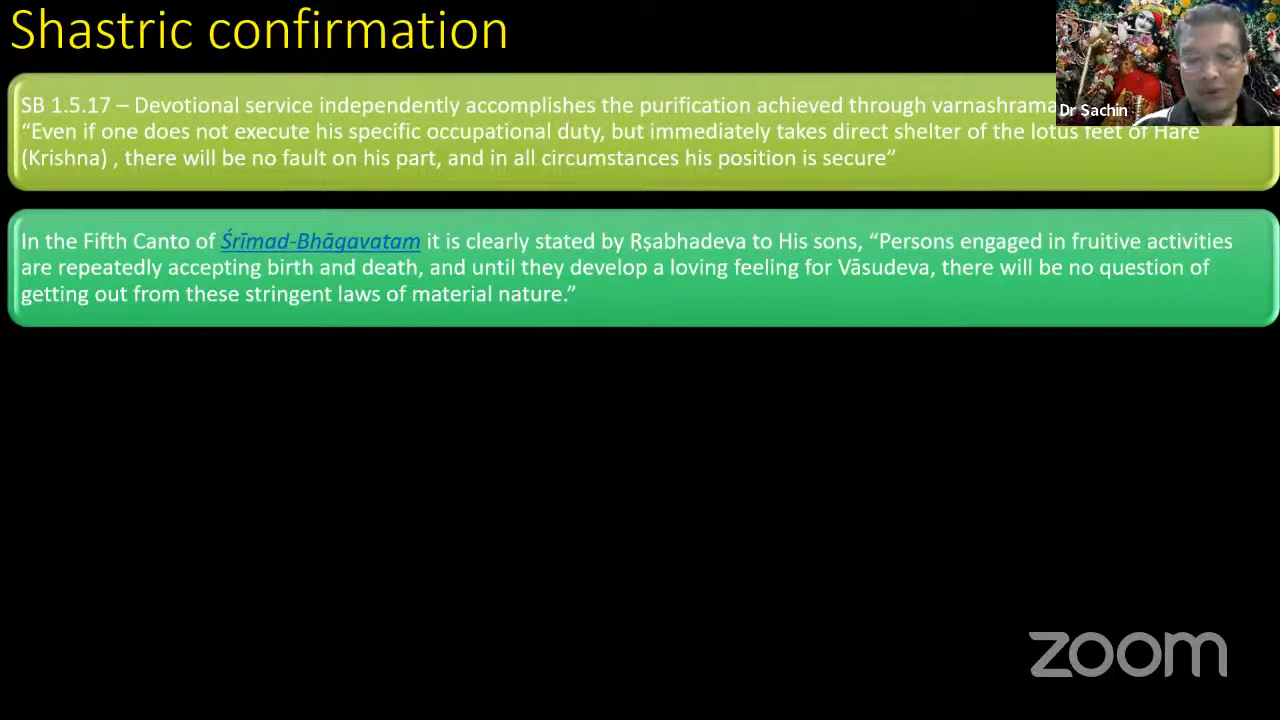 Shastric confirmation
SB 1.5.17 – Devotional service independently accomplishes the purification achieved through varnashrama
“Even if one does not execute his specific occupational duty, but immediately takes direct shelter of the lotus feet of Hare
(Krishna) , there will be no fault on his part, and in all circumstances his position is secure”
In the Fifth Canto of Śrīmad-Bhāgavatam it is clearly stated by Ṛṣabhadeva to His sons, “Persons engaged in fruitive activities
are repeatedly accepting birth and death, and until they develop a loving feeling for Vāsudeva, there will be no question of
getting out from these stringent laws of material nature.”
Dr Sachin
zoom